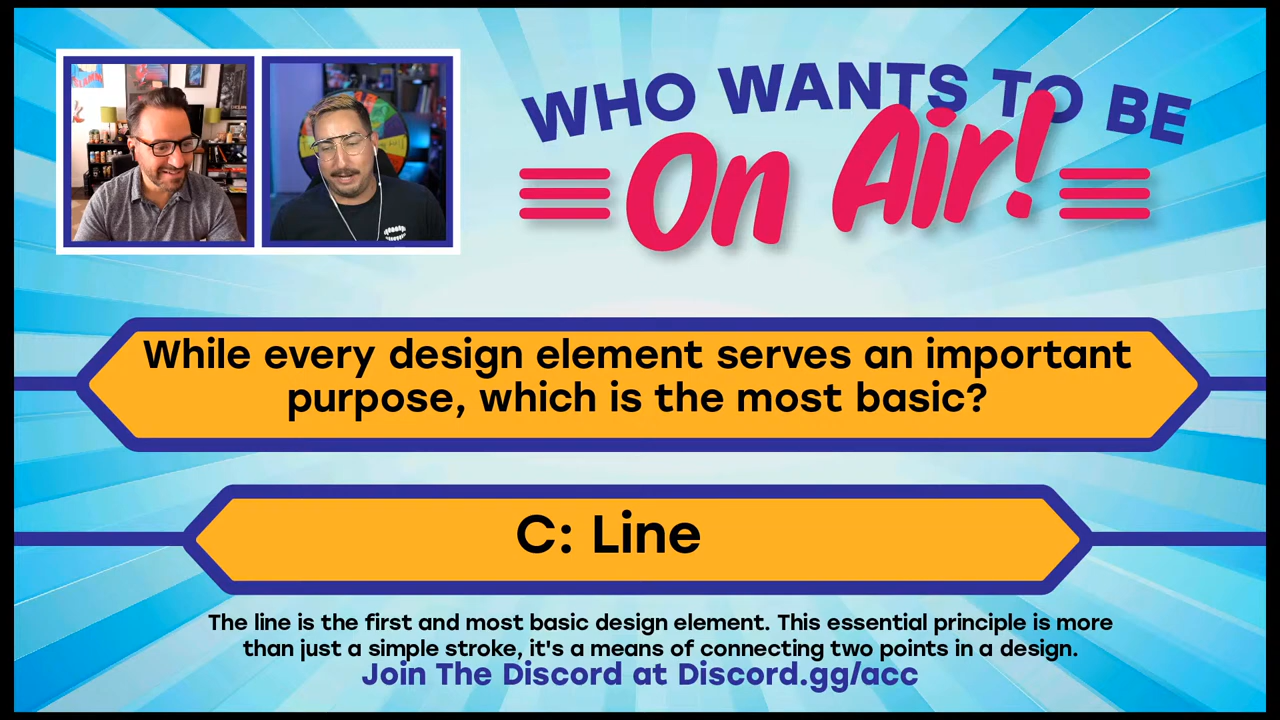 WHO WANTS TO BE
On Air!
While every design element serves an important
purpose, which is the most basic?
C: Line
The line is the first and most basic design element. This essential principle is more
than just a simple stroke, it's a means of connecting two points in a design.
Join The Discord at Discord.gg/acc